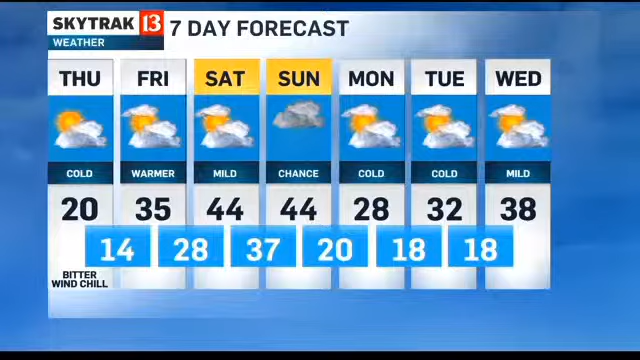 SKYTRAK 13
WEATHER
7 DAY FORECAST
THU FRI SAT SUN MON TUE WED
COLD WARMER MILD CHANCE COLD COLD MILD
20 35 44 44 28 32 38
14 28 37 20 18 18
BITTER
WIND CHILL